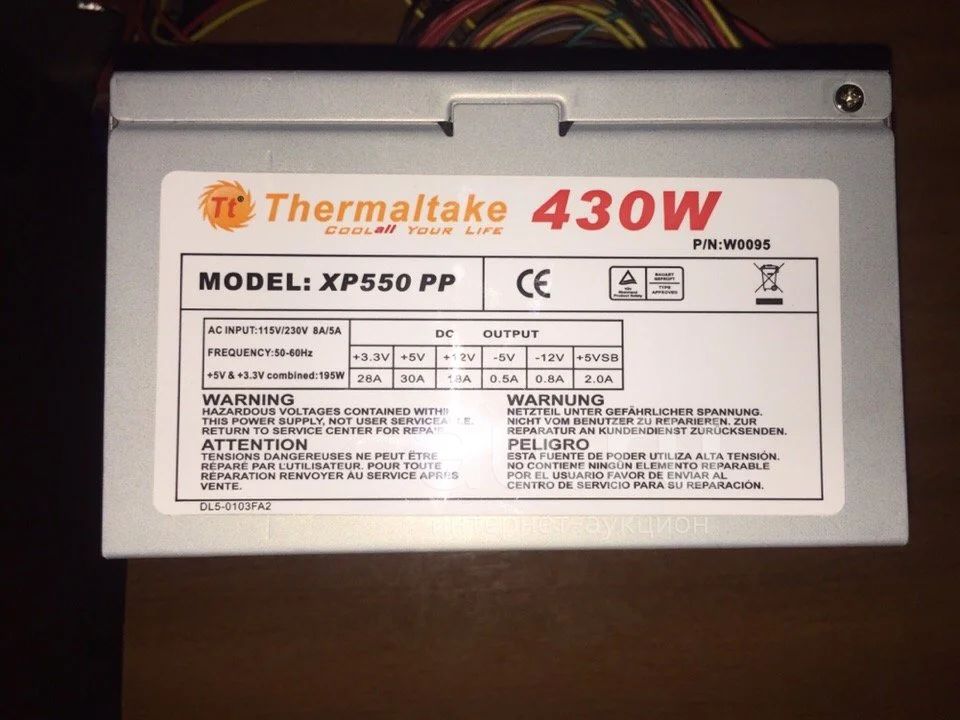 Tt® Thermaltake 430W
COOL all YOUR LIFE
P/N:W0095
MODEL: XP550 PP CE
AC INPUT:115V/230V 8A/5A
FREQUENCY:50-60Hz
+5V & +3.3V combined:195W
DC OUTPUT
+3.3V +5V +12V -5V -12V +5VSB
28A 30A 18A 0.5A 0.8A 2.0A
WARNING
HAZARDOUS VOLTAGES CONTAINED WITHI
THIS POWER SUPPLY, NOT USER SERVICEABLE.
RETURN TO SERVICE CENTER FOR REPAIR
ATTENTION
TENSIONS DANGEREUSES NE PEUT ÊTRE
RÉPARÉ PAR L'UTILISATEUR. POUR TOUTE
RÉPARATION RENVOYER AU SERVICE APRÈS
VENTE.
WARNUNG
NETZTEIL UNTER GEFÄHRLICHER SPANNUNG.
NICHT VOM BENUTZER ZU REPARIEREN. ZUR
REPARATUR AN KUNDENDIENST ZURÜCKSENDEN.
PELIGRO
ESTA FUENTE DE PODER UTILIZA ALTA TENSIÓN.
NO CONTIENE NINGÚN ELEMENTO REPARABLE
POR EL USUARIO FAVOR DE ENVIAR AL
CENTRO DE SERVICIO PARA SU REPARACIÓN.
DL5-0103FA2
интернет-аукцион